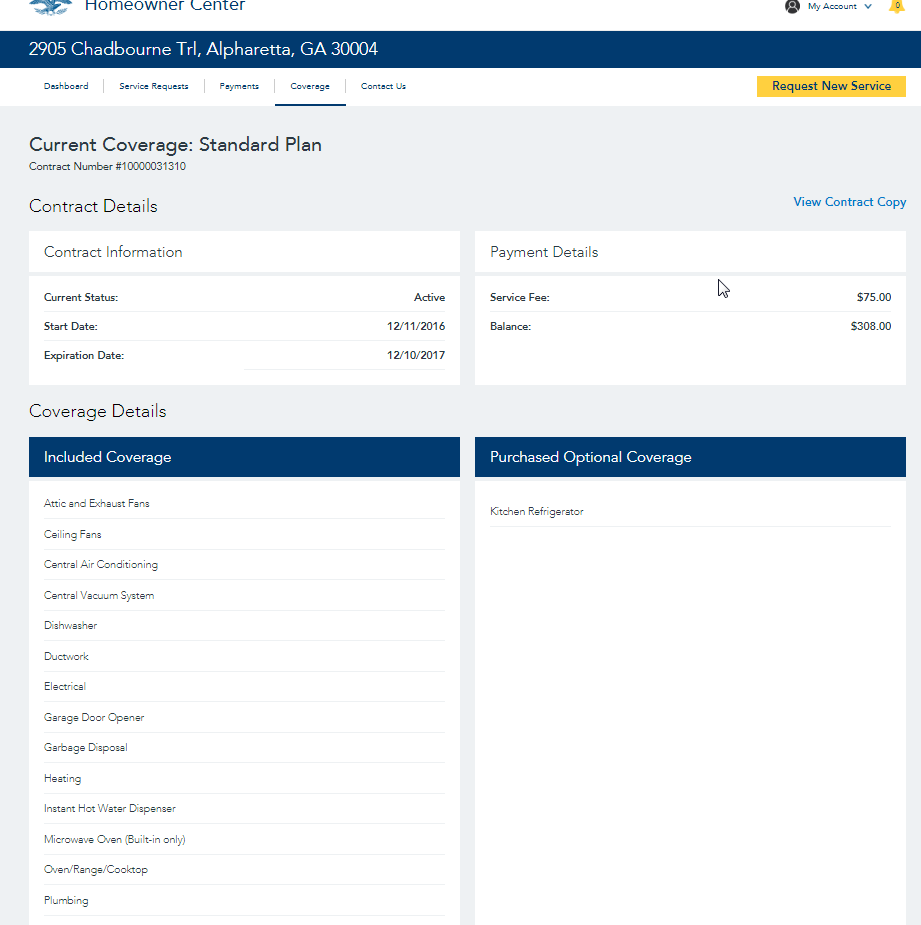 Homeowner Center
My Account
0
2905 Chadbourne Trl, Alpharetta, GA 30004
Dashboard
Service Requests
Payments
Coverage
Contact Us
Request New Service
Current Coverage: Standard Plan
Contract Number #10000031310
Contract Details
View Contract Copy
Contract Information
Current Status: Active
Start Date: 12/11/2016
Expiration Date: 12/10/2017
Payment Details
Service Fee: $75.00
Balance: $308.00
Coverage Details
Included Coverage
Attic and Exhaust Fans
Ceiling Fans
Central Air Conditioning
Central Vacuum System
Dishwasher
Ductwork
Electrical
Garage Door Opener
Garbage Disposal
Heating
Instant Hot Water Dispenser
Microwave Oven (Built-in only)
Oven/Range/Cooktop
Plumbing
Purchased Optional Coverage
Kitchen Refrigerator